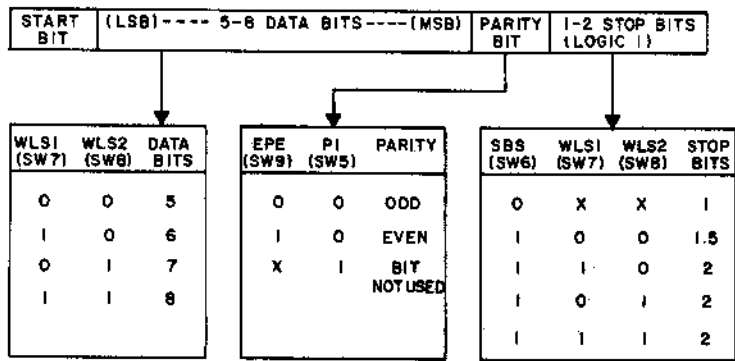 START BIT (LSB)---- 5-8 DATA BITS----(MSB) PARITY BIT 1-2 STOP BITS (LOGIC 1)
WLS1 (SW7) WLS2 (SW8) DATA BITS
0 0 5
1 0 6
0 1 7
1 1 8
EPE (SW9) PI (SW5) PARITY
0 0 ODD
1 0 EVEN
X 1 BIT NOT USED
SBS (SW6) WLS1 (SW7) WLS2 (SW8) STOP BITS
0 X X 1
1 0 0 1.5
1 1 0 2
1 0 1 2
1 1 1 2